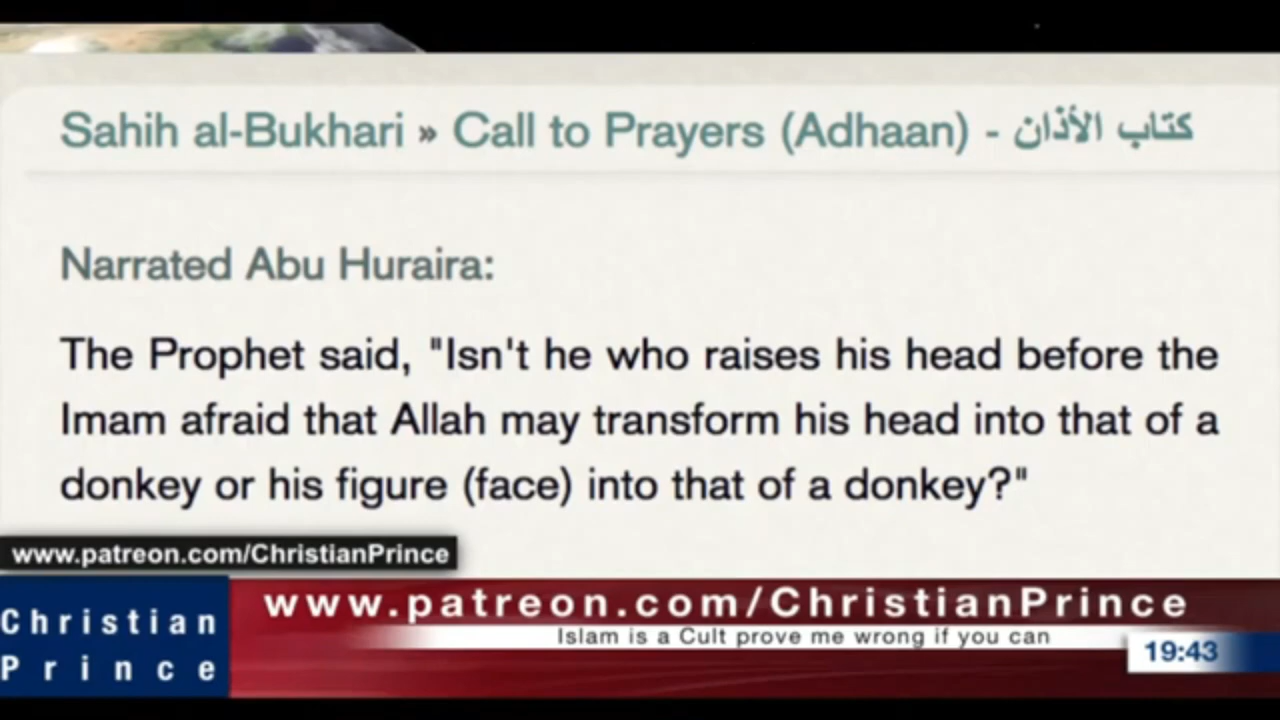 Sahih al-Bukhari » Call to Prayers (Adhaan) - كتاب الأذان
Narrated Abu Huraira:
The Prophet said, "Isn't he who raises his head before the
Imam afraid that Allah may transform his head into that of a
donkey or his figure (face) into that of a donkey?"
www.patreon.com/ChristianPrince
Christian
Prince
www.patreon.com/ChristianPrince
Islam is a Cult prove me wrong if you can
19:43